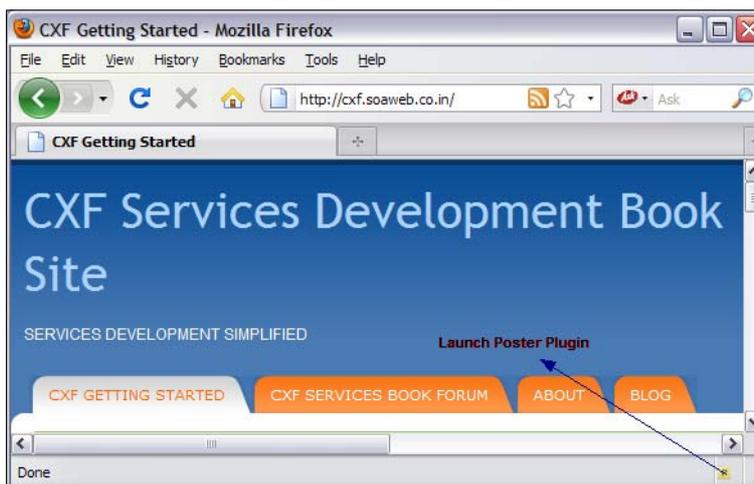 CXF Getting Started - Mozilla Firefox
File Edit View History Bookmarks Tools Help
http://cxf.soaweb.co.in/ Ask
CXF Getting Started
CXF Services Development Book
Site
SERVICES DEVELOPMENT SIMPLIFIED
Launch Poster Plugin
CXF GETTING STARTED CXF SERVICES BOOK FORUM ABOUT BLOG
Done